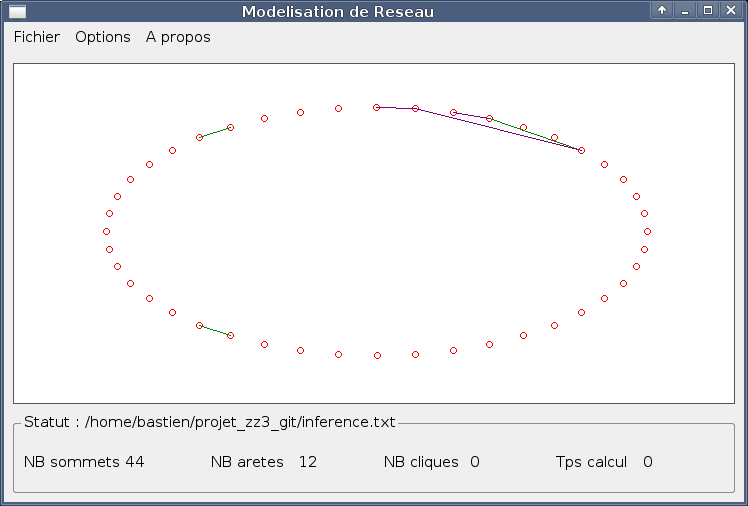 Modelisation de Reseau
Fichier Options A propos
Statut : /home/bastien/projet_zz3_git/inference.txt
NB sommets 44 NB aretes 12 NB cliques 0 Tps calcul 0